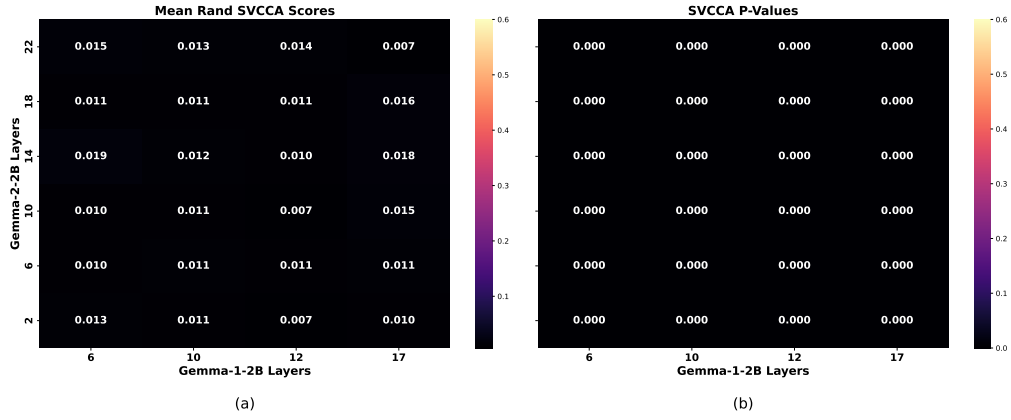 Mean Rand SVCCA Scores
Gemma-2-2B Layers
22 0.015 0.013 0.014 0.007
18 0.011 0.011 0.011 0.016
14 0.019 0.012 0.010 0.018
10 0.010 0.011 0.007 0.015
6 0.010 0.011 0.011 0.011
2 0.013 0.011 0.007 0.010
6 10 12 17
Gemma-1-2B Layers
0.6
0.5
0.4
0.3
0.2
0.1
(a)
SVCCA P-Values
0.000 0.000 0.000 0.000
0.000 0.000 0.000 0.000
0.000 0.000 0.000 0.000
0.000 0.000 0.000 0.000
0.000 0.000 0.000 0.000
0.000 0.000 0.000 0.000
6 10 12 17
Gemma-1-2B Layers
0.6
0.5
0.4
0.3
0.2
0.1
0.0
(b)